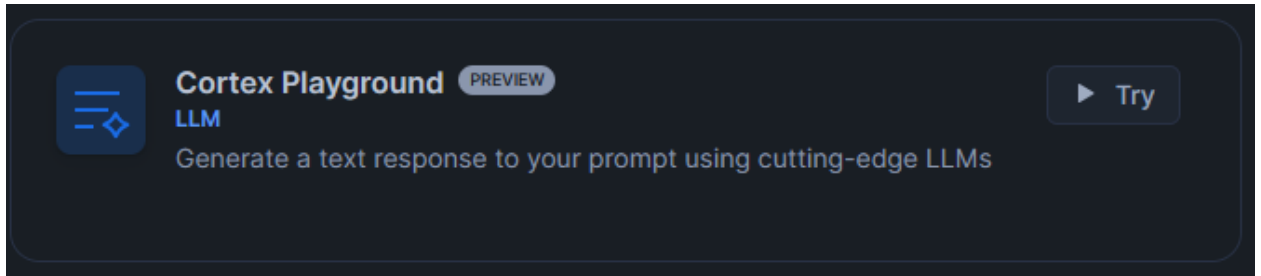 Cortex Playground PREVIEW
Try
LLM
Generate a text response to your prompt using cutting-edge LLMs